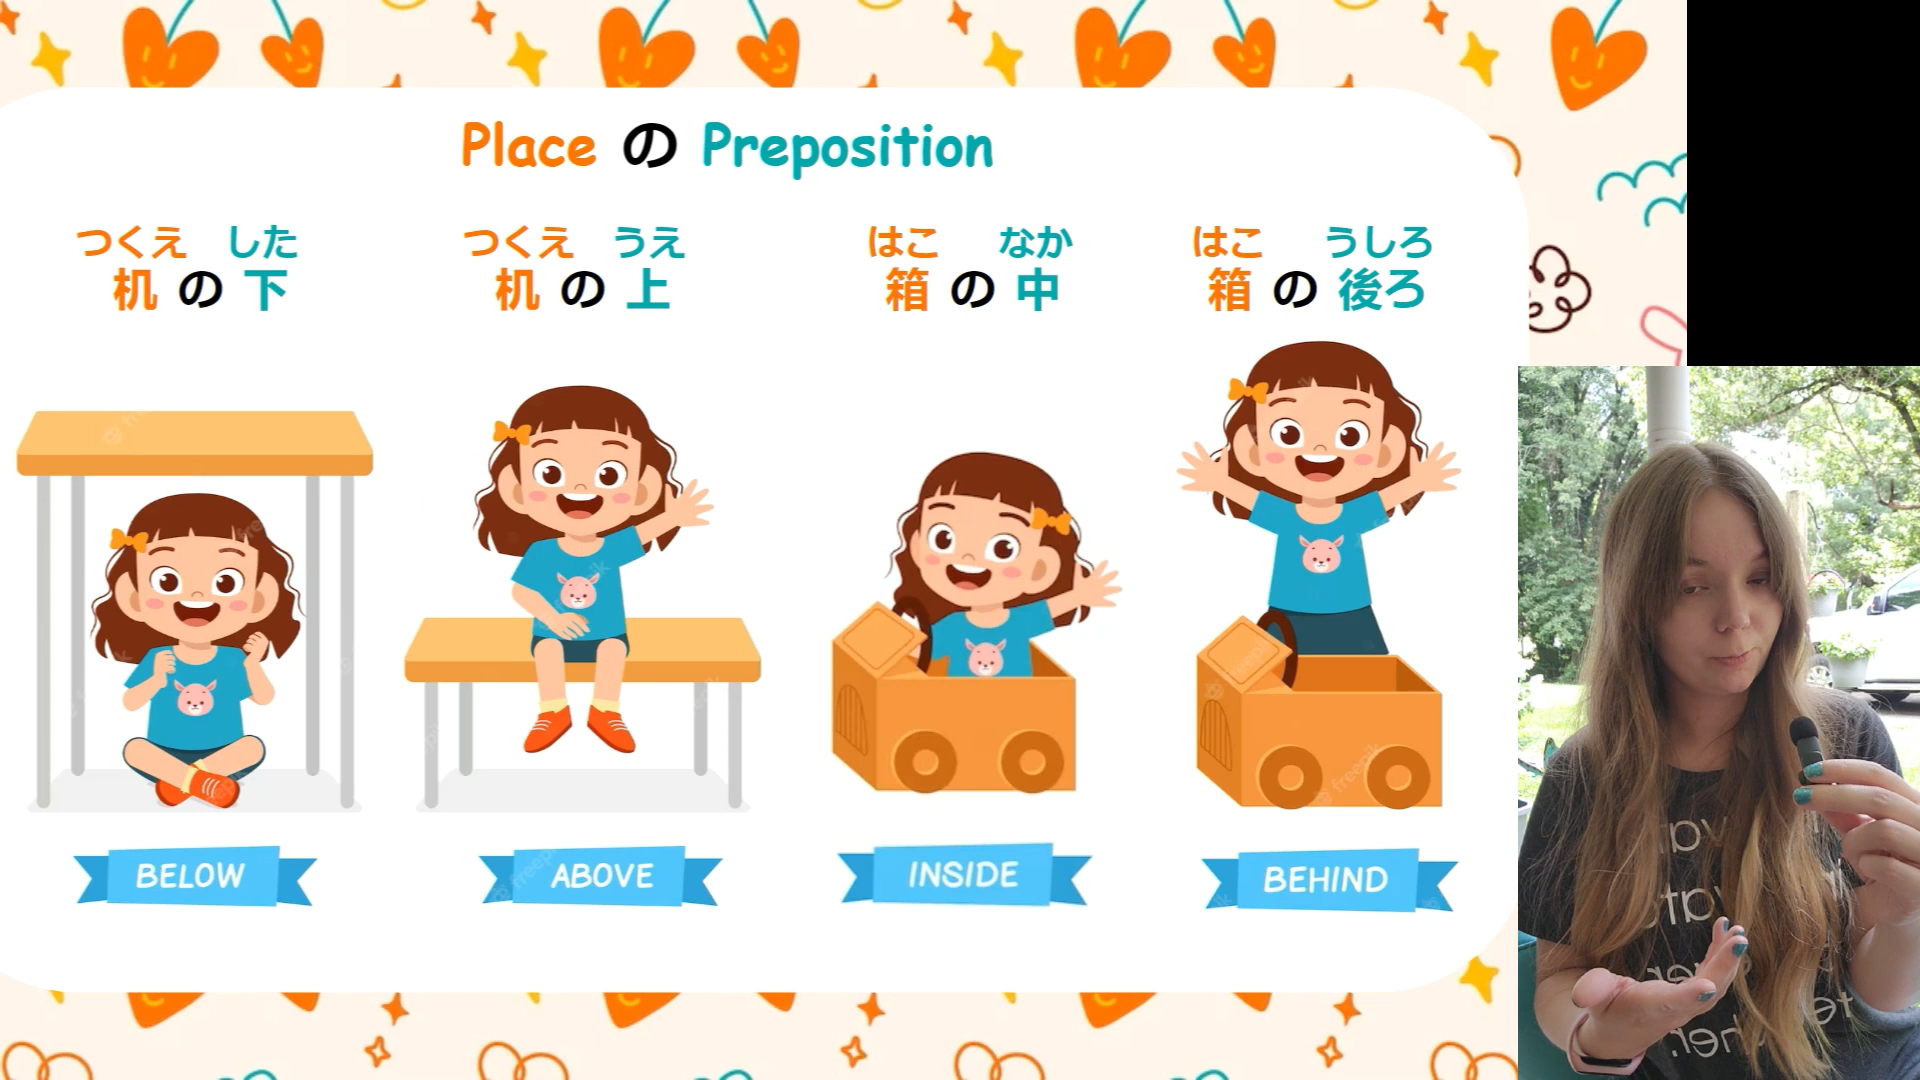 Place の Preposition
つくえ した
机 の 下
つくえ うえ
机 の 上
はこ なか
箱 の 中
はこ うしろ
箱 の 後ろ
BELOW
ABOVE
INSIDE
BEHIND